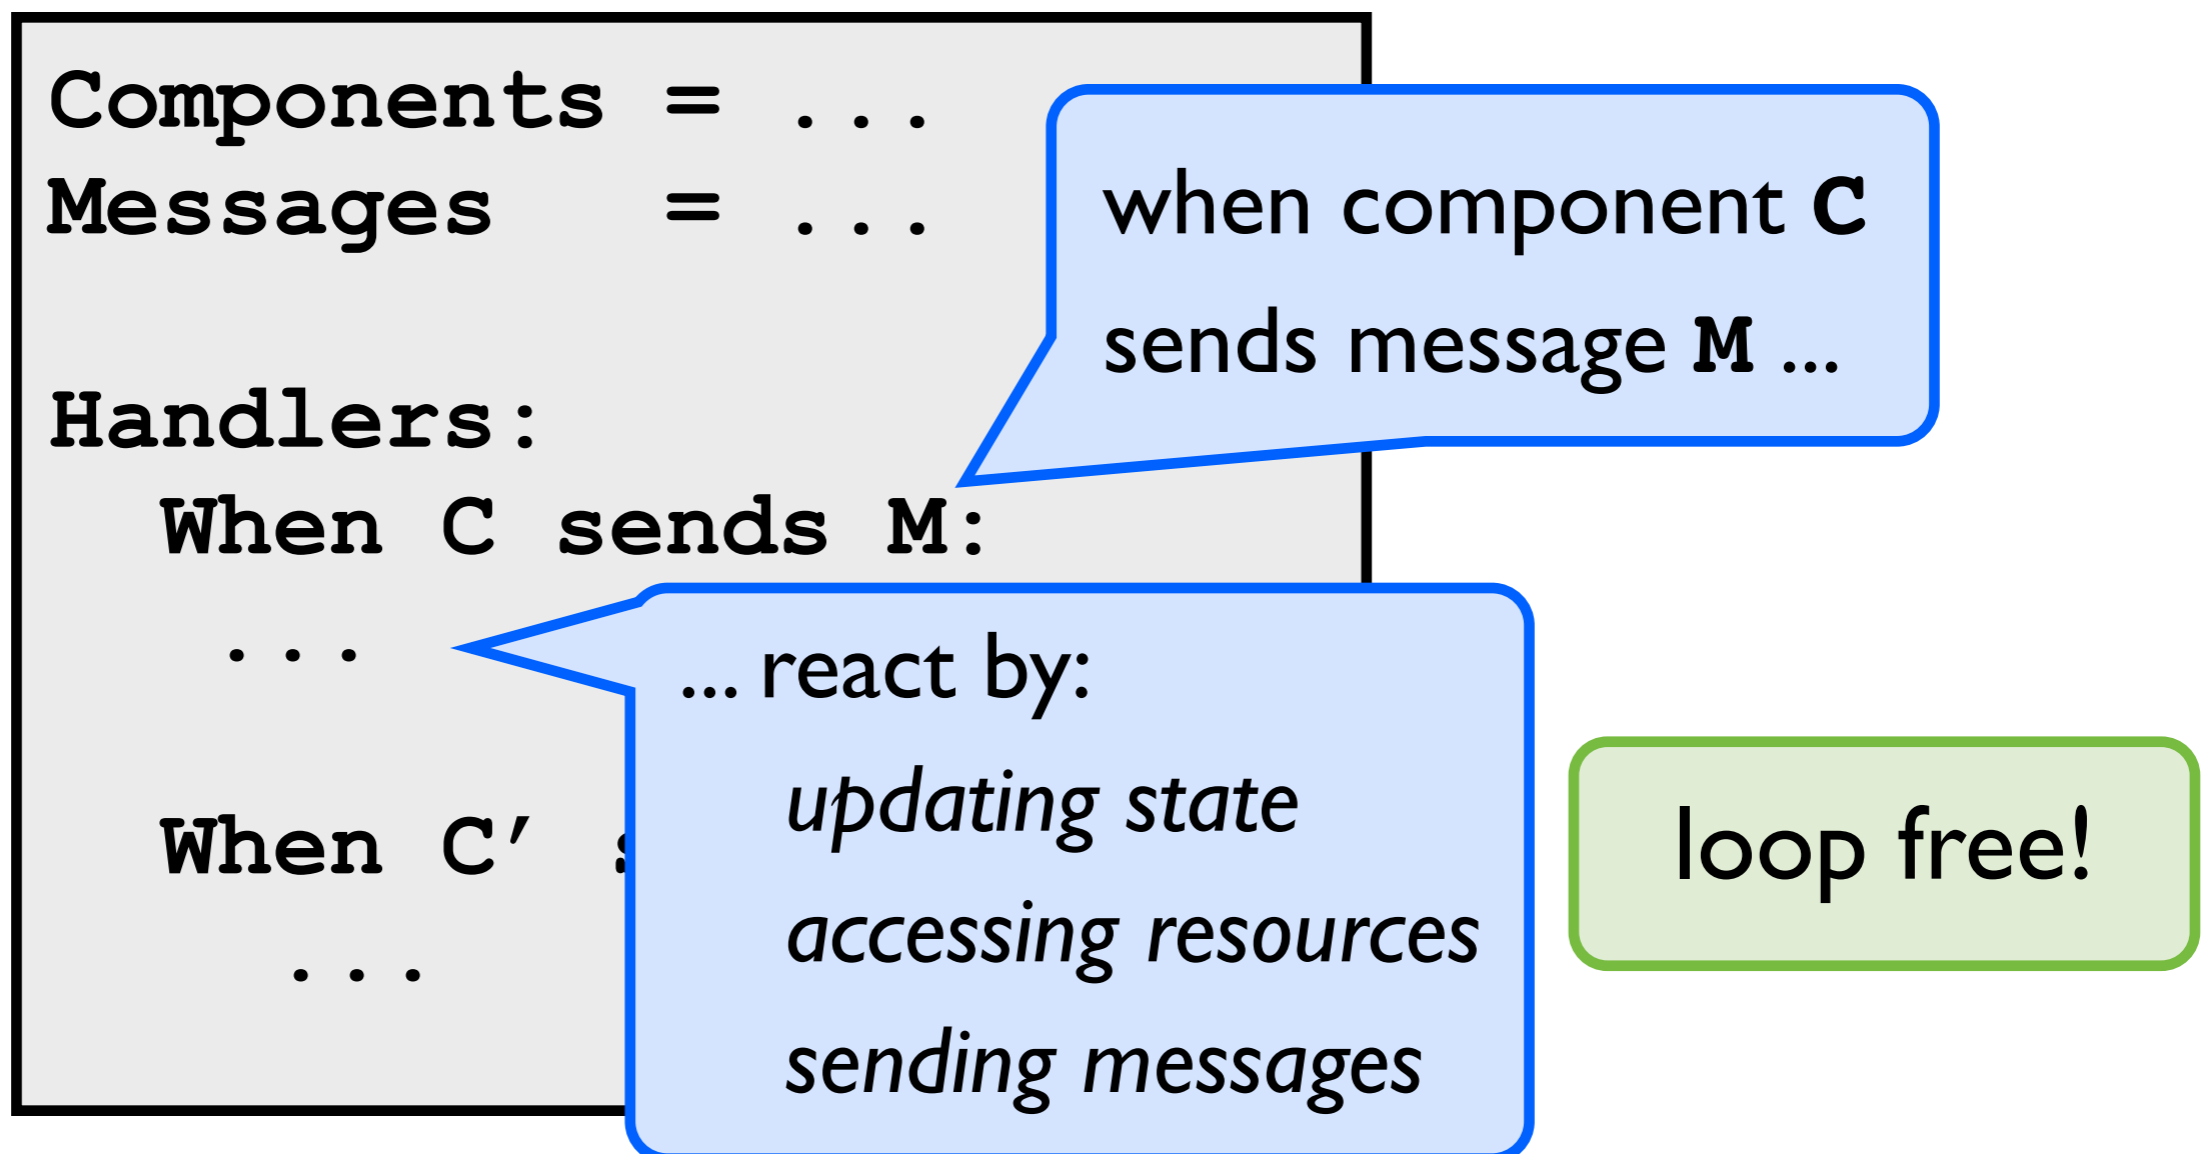 Components = ...
Messages   = ...
Handlers:
When C sends M:
...
When C'
...
when component C
sends message M ...
... react by:
updating state
accessing resources
sending messages
loop free!